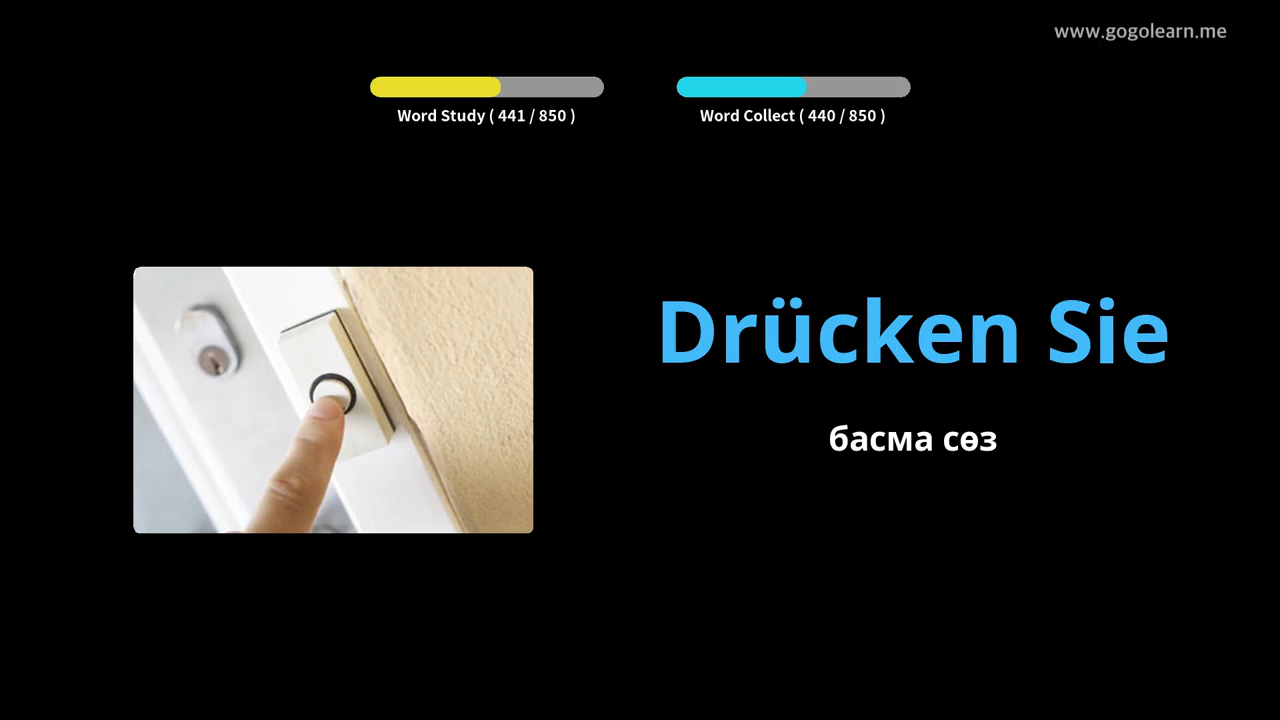 www.gogolearn.me
Word Study ( 441 / 850 )
Word Collect ( 440 / 850 )
Drücken Sie
басма сөз